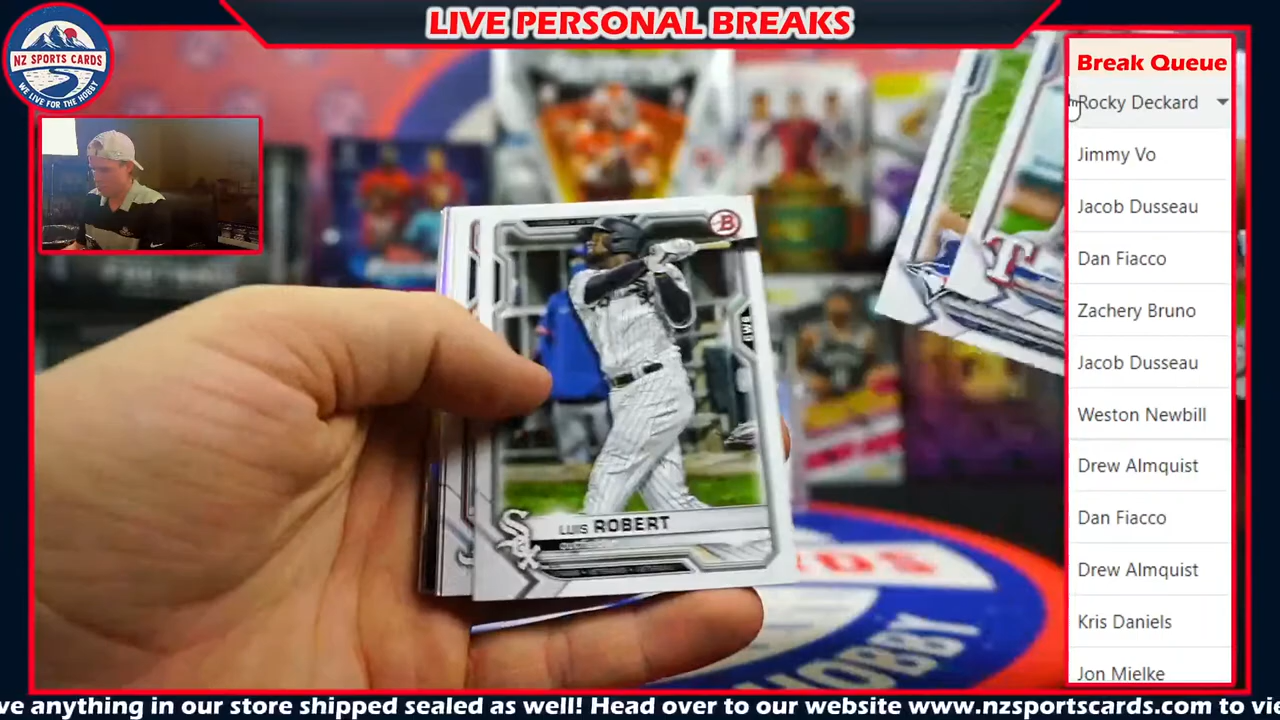 LIVE PERSONAL BREAKS
NZ SPORTS CARDS
WE LIVE FOR THE HOBBY
Break Queue
Rocky Deckard
Jimmy Vo
Jacob Dusseau
Dan Fiacco
Zachery Bruno
Jacob Dusseau
Weston Newbill
Drew Almquist
Dan Fiacco
Drew Almquist
Kris Daniels
Jon Mielke
B
CWS
LUIS ROBERT
SOX
T
HOBBY
ve anything in our store shipped sealed as well! Head over to our website www.nzsportscards.com to vie